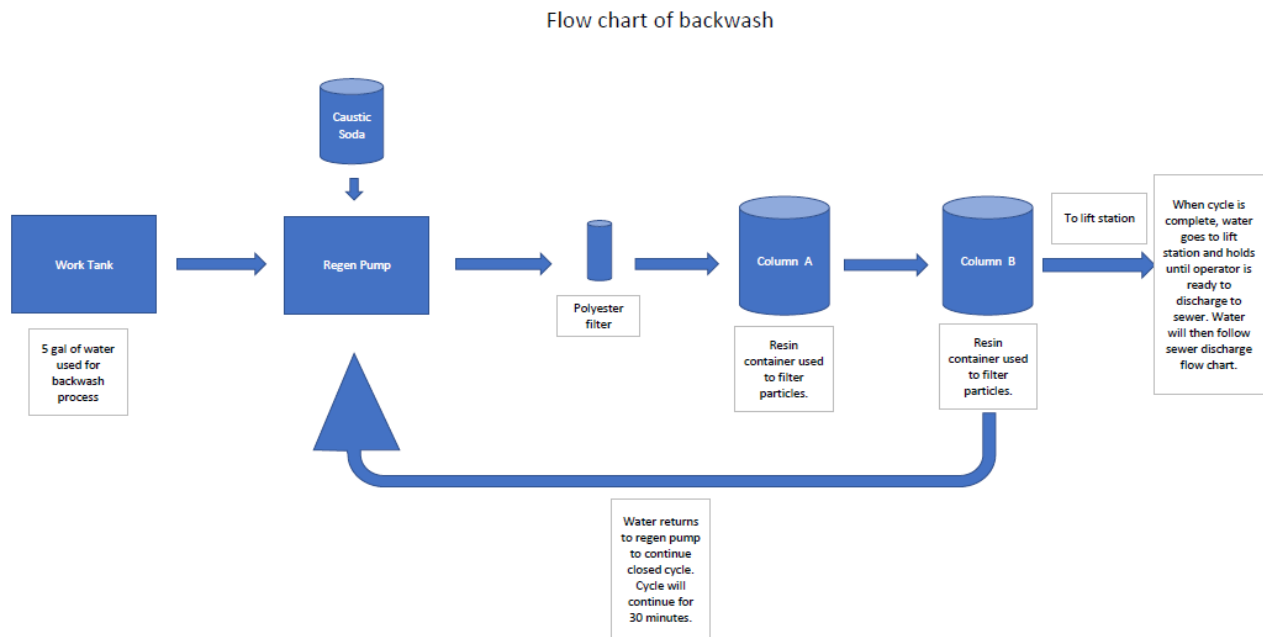 Flow chart of backwash
Caustic
Soda
Work Tank
Regen Pump
Column A
Column B
To lift station
When cycle is
complete, water
goes to lift
station and holds
until operator is
ready to
discharge to
sewer. Water
will then follow
sewer discharge
flow chart.
5 gal of water
used for
backwash
process
Polyester
filter
Resin
container used
to filter
particles.
Resin
container used
to filter
particles.
Water returns
to regen pump
to continue
closed cycle.
Cycle will
continue for
30 minutes.